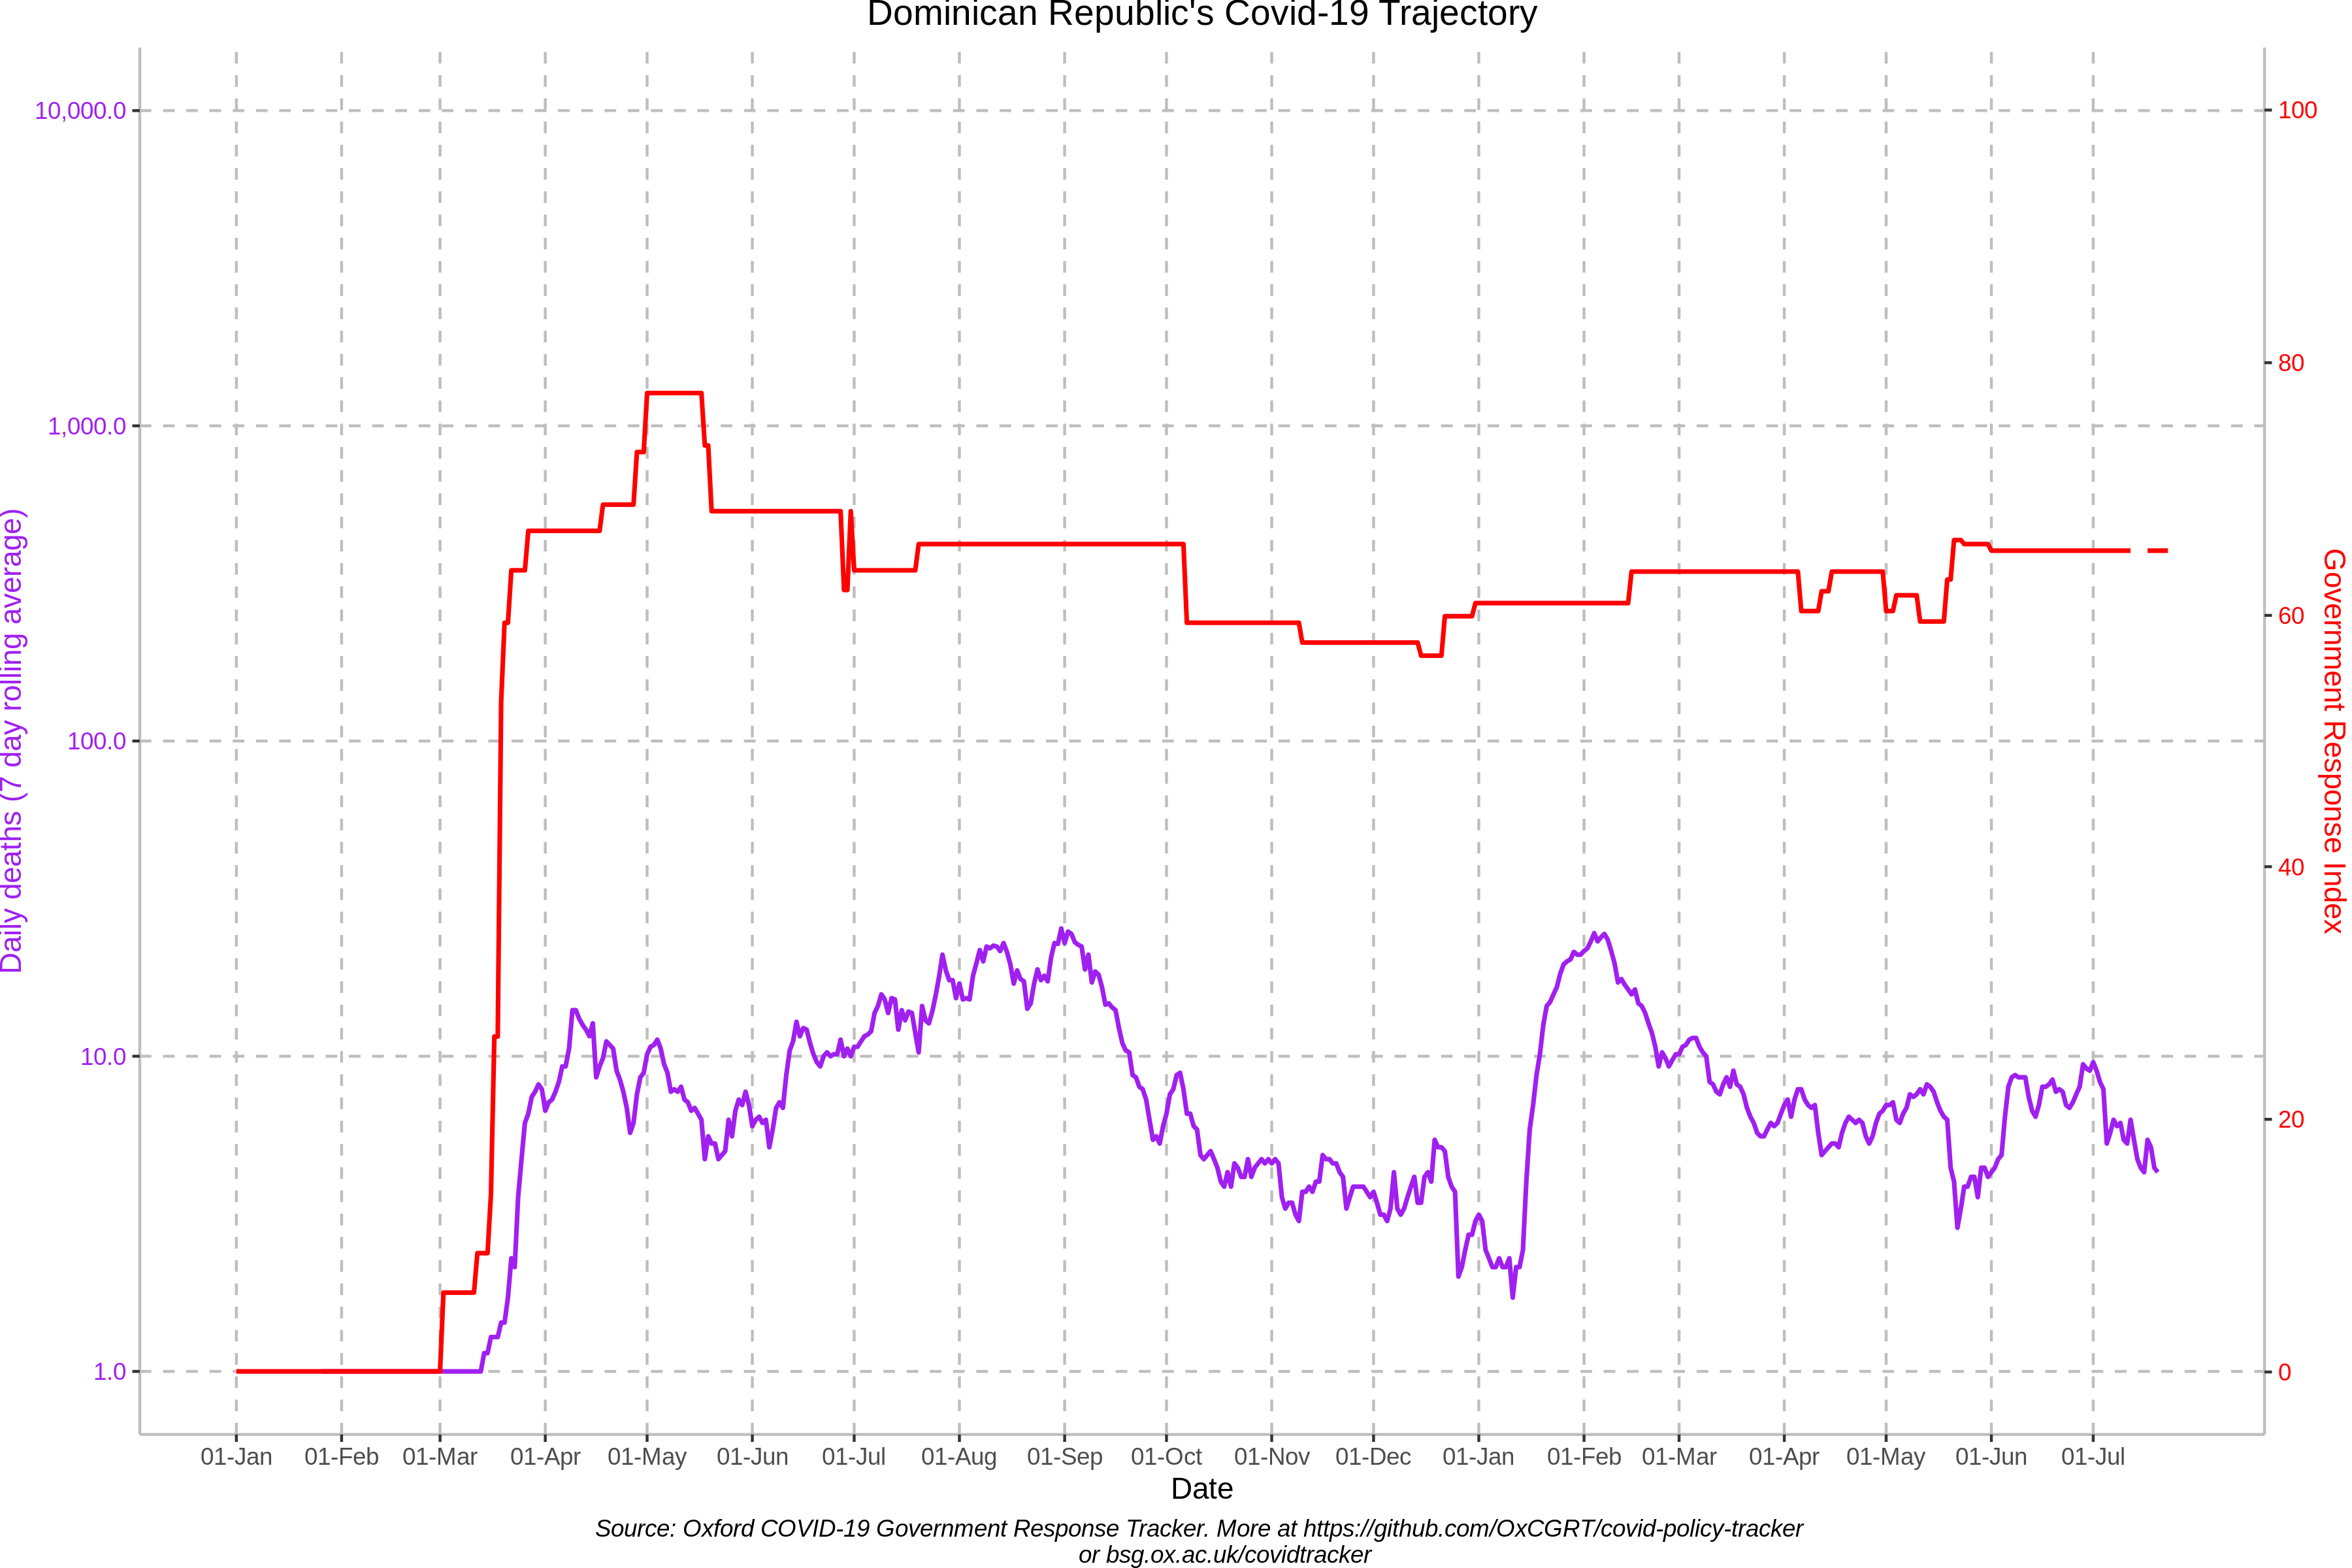 Dominican Republic's Covid-19 Trajectory
10,000.0
1,000.0
100.0
10.0
1.0
Daily deaths (7 day rolling average)
100
80
60
40
20
0
Government Response Index
01-Jan 01-Feb 01-Mar 01-Apr 01-May 01-Jun 01-Jul 01-Aug 01-Sep 01-Oct 01-Nov 01-Dec 01-Jan 01-Feb 01-Mar 01-Apr 01-May 01-Jun 01-Jul
Date
Source: Oxford COVID-19 Government Response Tracker. More at https://github.com/OxCGRT/covid-policy-tracker
or bsg.ox.ac.uk/covidtracker